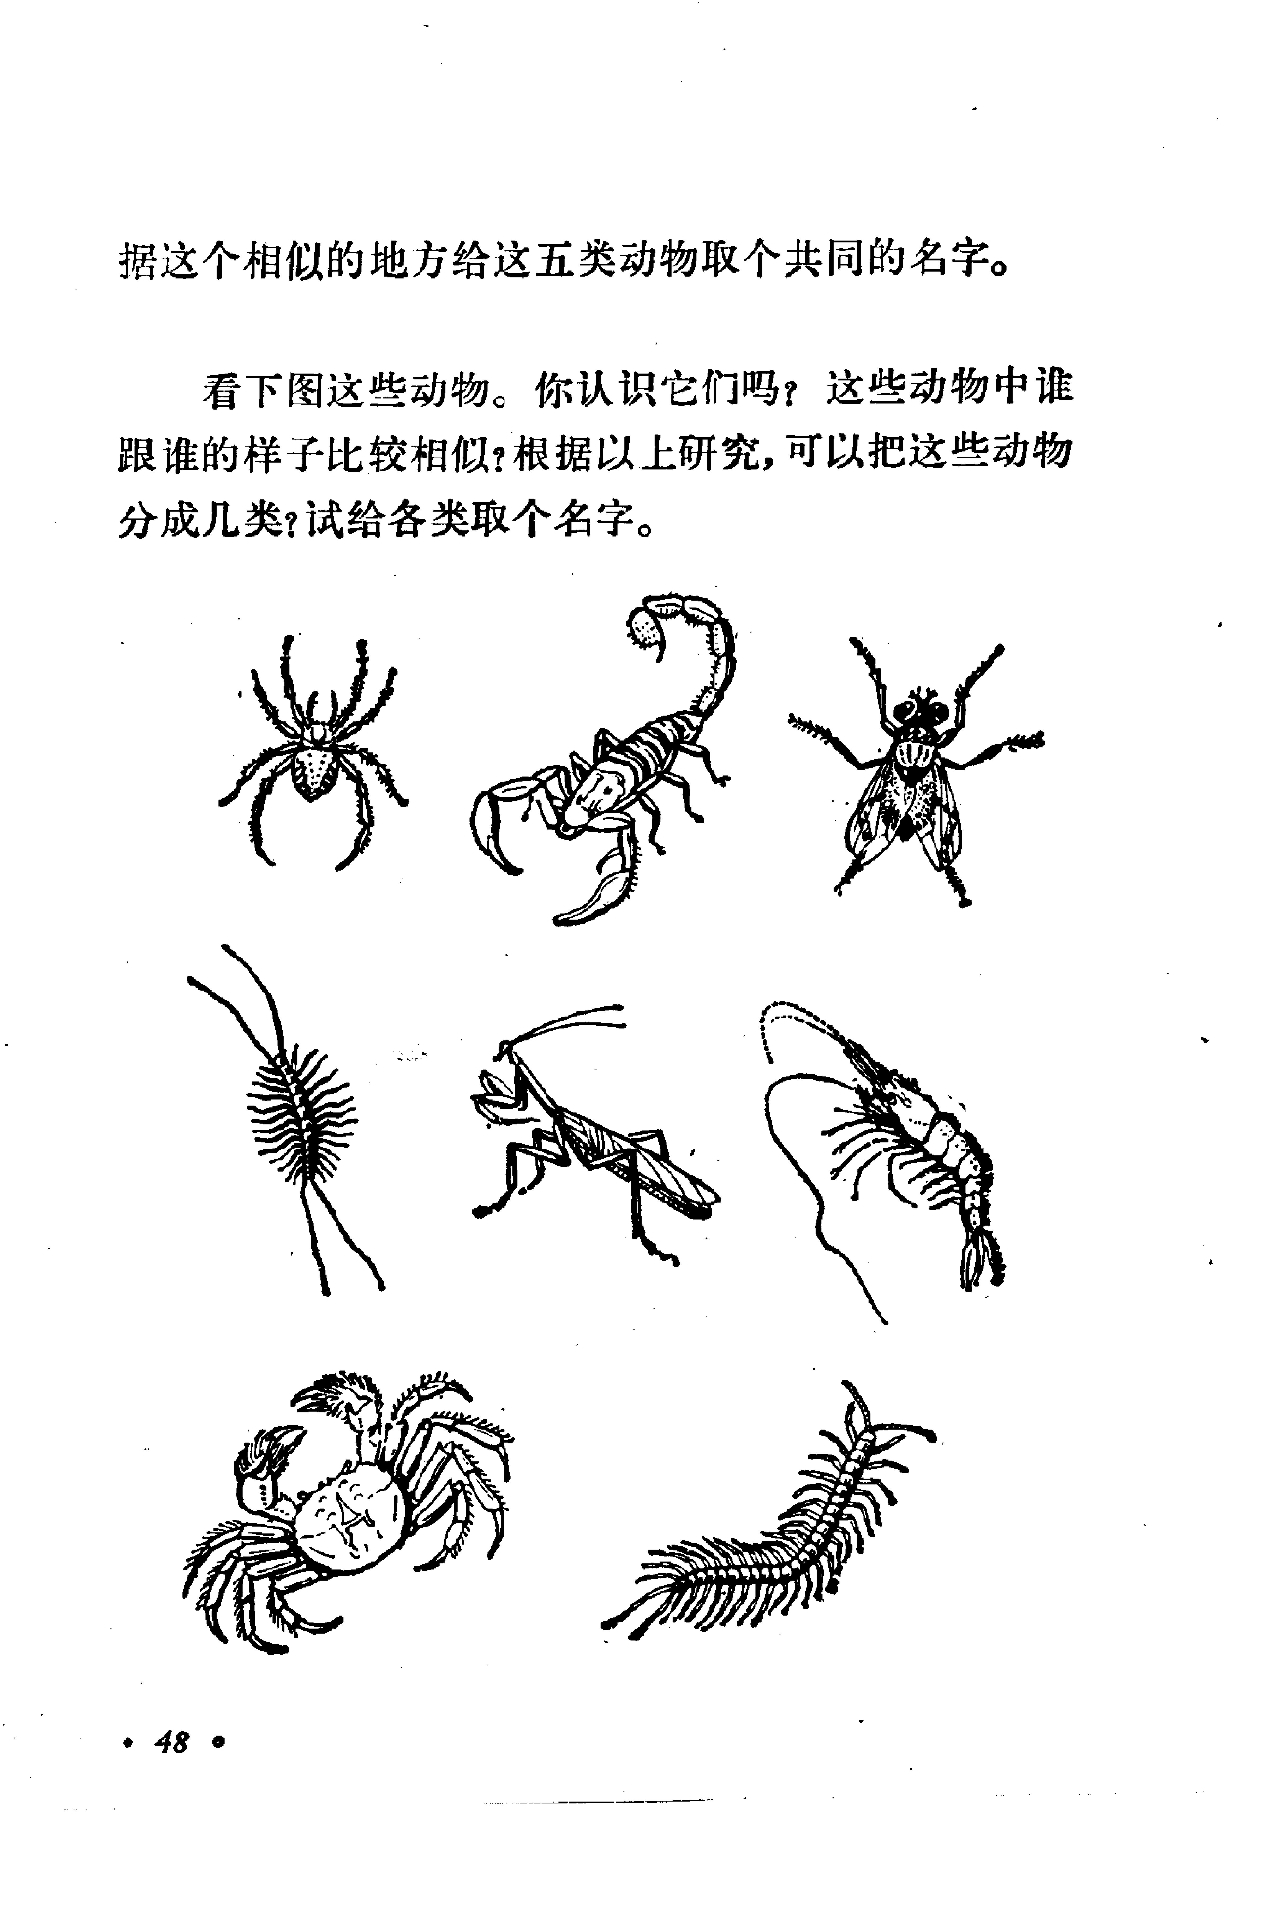 据这个相似的地方给这五类动物取个共同的名字。
看下图这些动物。你认识它们吗？这些动物中谁
跟谁的样子比较相似？根据以上研究，可以把这些动物
分成几类？试给各类取个名字。
· 48 ·